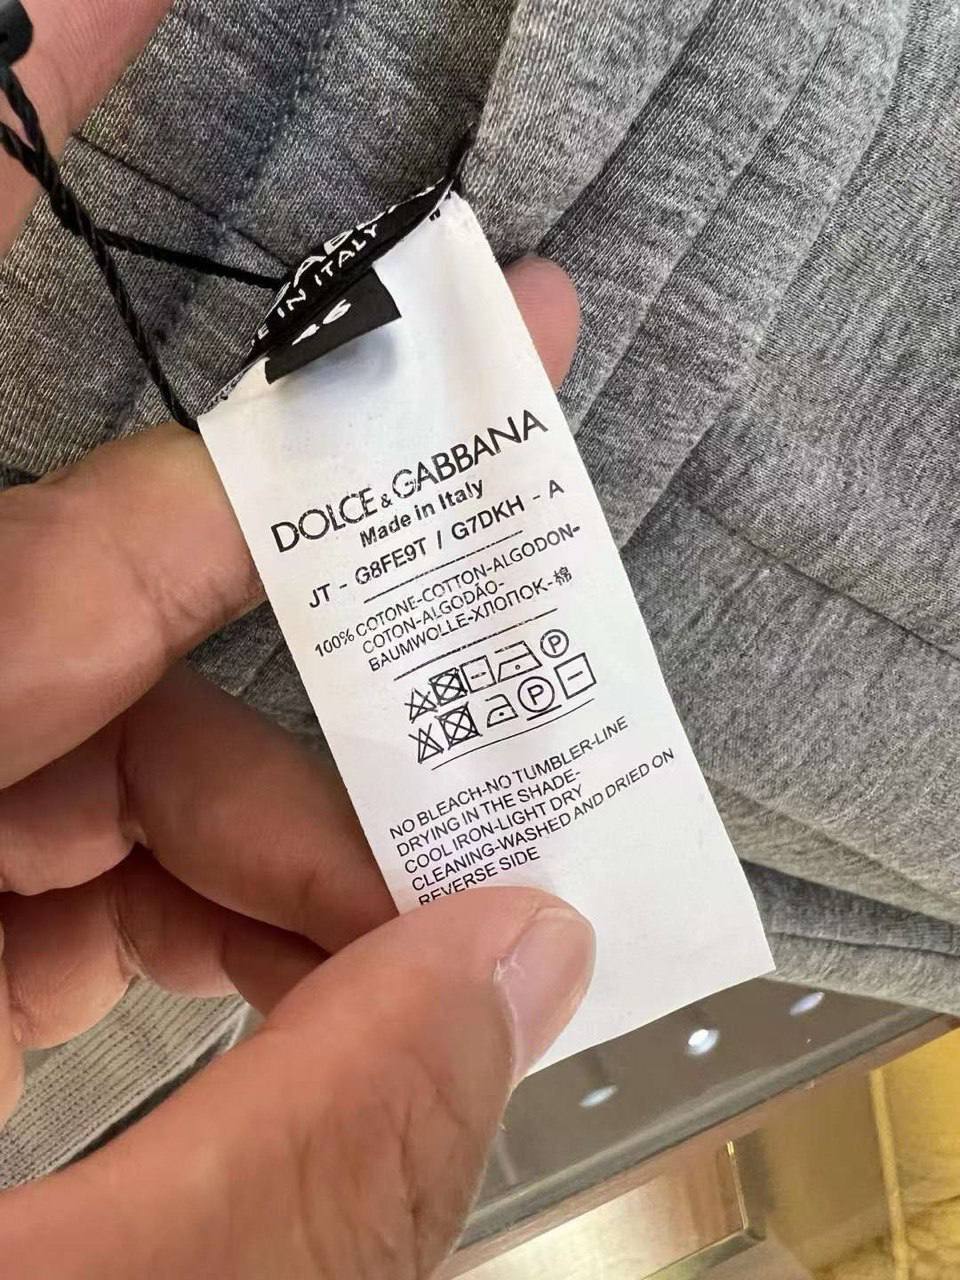 IN ITALY
46
DOLCE & GABBANA
Made in Italy
JT - G8FE9T / G7DKH - A
100% COTONE-COTTON-ALGODON-
COTON-ALGODÃO-
BAUMWOLLE-ХЛОПОК-棉
P
P
NO BLEACH-NO TUMBLER-LINE
DRYING IN THE SHADE-
COOL IRON-LIGHT DRY
CLEANING-WASHED AND DRIED ON
REVERSE SIDE